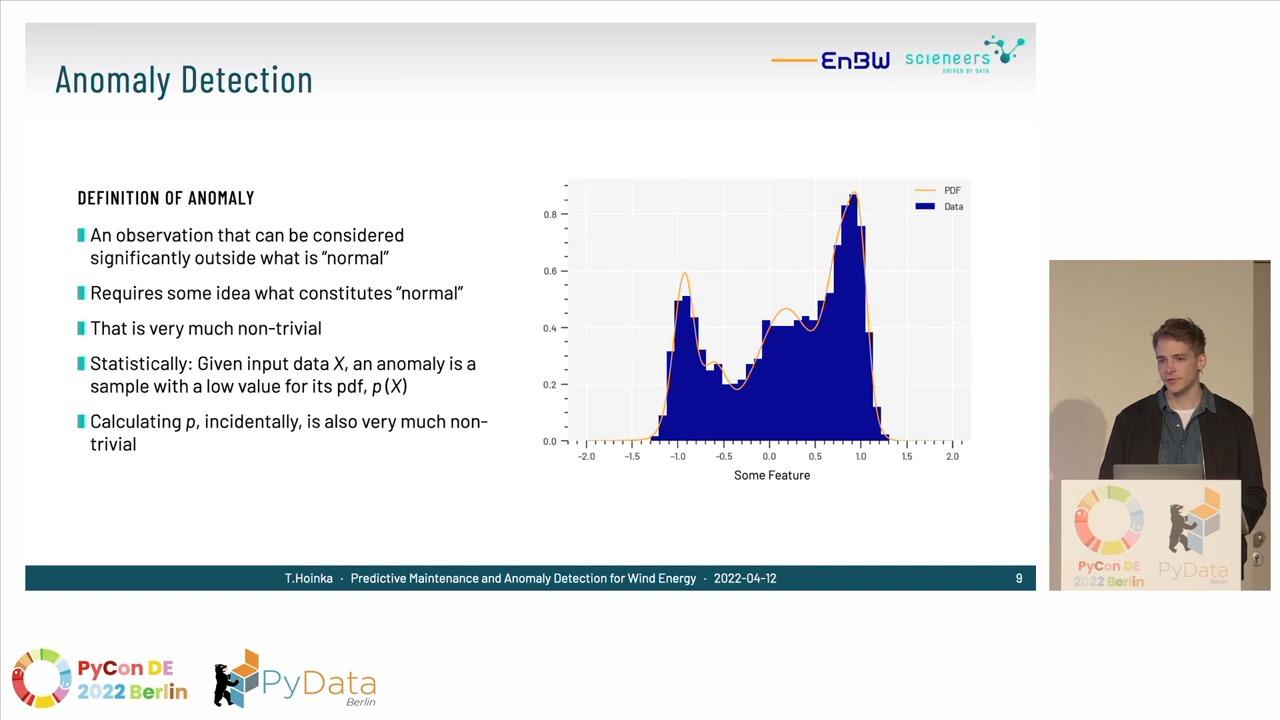 Anomaly Detection
EnBW
scieneers
DRIVEN BY DATA
DEFINITION OF ANOMALY
An observation that can be considered
significantly outside what is “normal”
Requires some idea what constitutes “normal”
That is very much non-trivial
Statistically: Given input data X, an anomaly is a
sample with a low value for its pdf, p(X)
Calculating p, incidentally, is also very much non-
trivial
PDF
Data
0.8
0.6
0.4
0.2
0.0
−2.0 −1.5 −1.0 −0.5 0.0 0.5 1.0 1.5 2.0
Some Feature
T.Hoinka · Predictive Maintenance and Anomaly Detection for Wind Energy · 2022-04-12
9
PyCon DE
2022 Berlin
PyData
Berlin
PyCon DE
2022 Berlin
PyData
Berlin